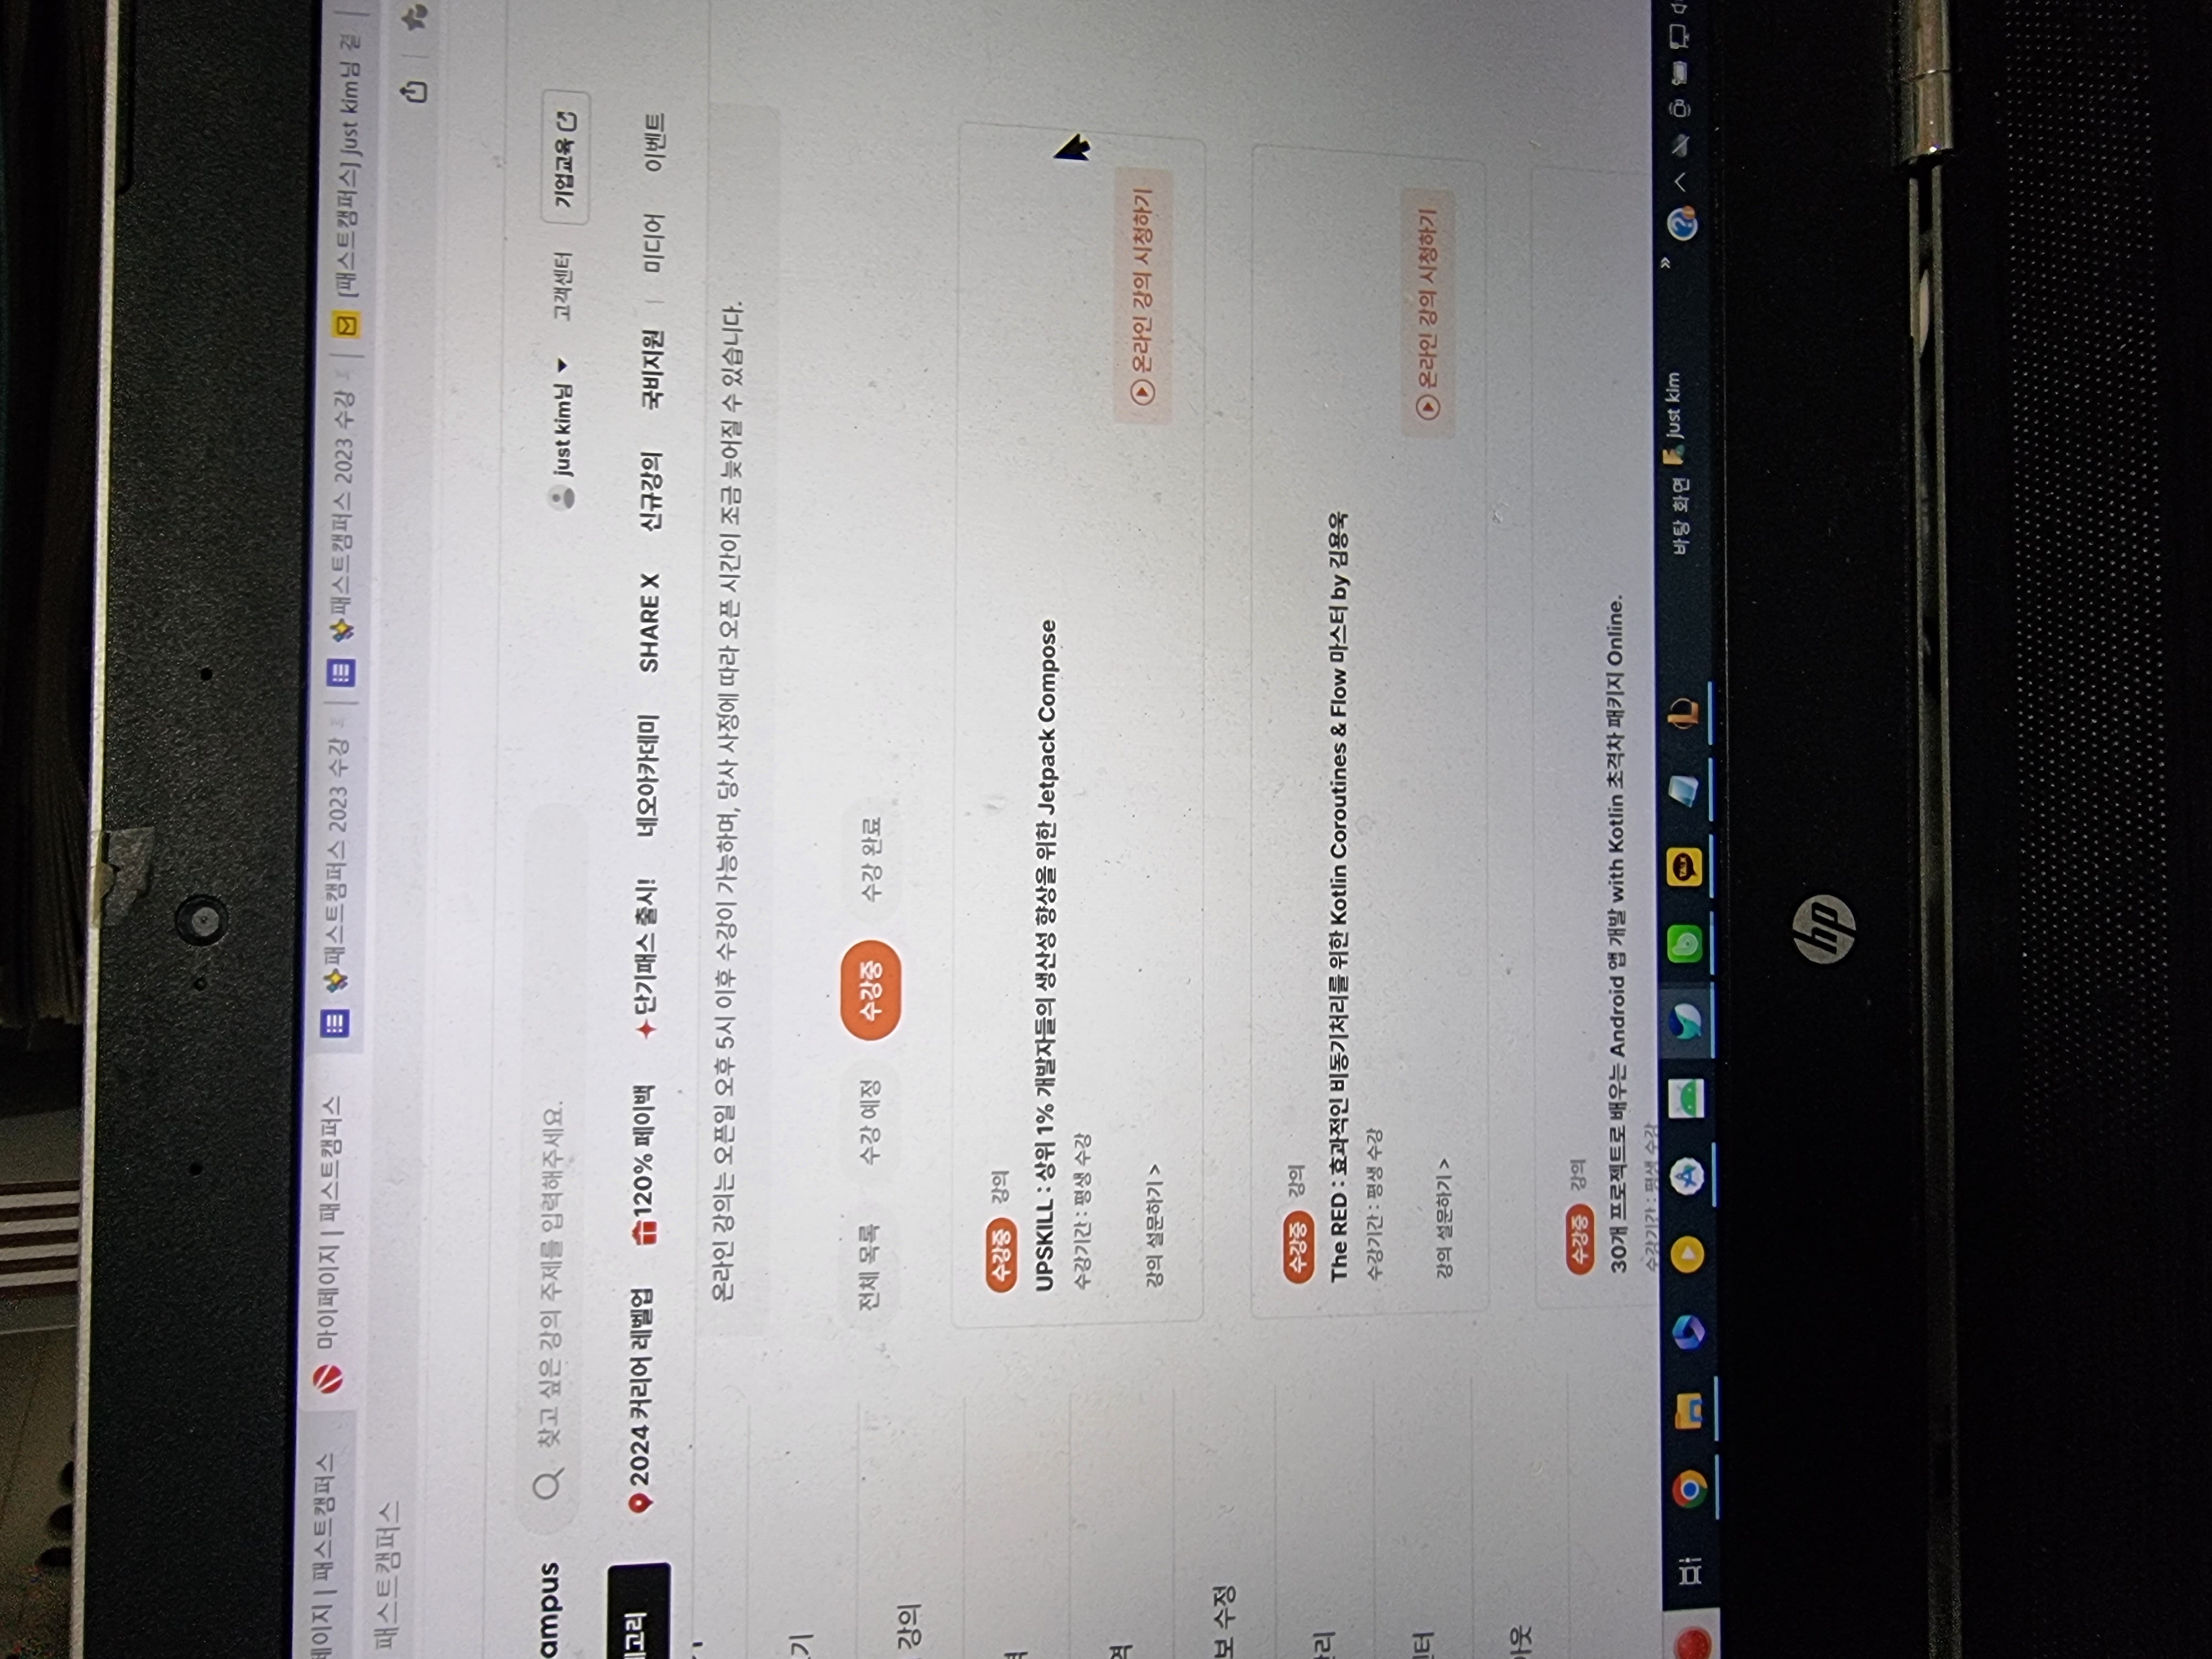 페이지 | 패스트캠퍼스
마이페이지 | 패스트캠퍼스
패스트캠퍼스 2023 수강
패스트캠퍼스 2023 수강
[패스트캠퍼스] just kim님 결
패스트캠퍼스
ampus
찾고 싶은 강의 주제를 입력해주세요.
just kim님
고객센터
기업교육
고리
2024 커리어 레벨업
120% 페이백
단기패스 출시!
네오아카데미
SHARE X
신규강의
국비지원
미디어
이벤트
온라인 강의는 오픈일 오후 5시 이후 수강이 가능하며, 당사 사정에 따라 오픈 시간이 조금 늦어질 수 있습니다.
기
강의
역
보 수정
관리
센터
아웃
전체 목록
수강 예정
수강중
수강 완료
수강중 강의
UPSKILL : 상위 1% 개발자들의 생산성 향상을 위한 Jetpack Compose
수강기간 : 평생 수강
강의 설문하기 >
온라인 강의 시청하기
수강중 강의
The RED : 효과적인 비동기처리를 위한 Kotlin Coroutines & Flow 마스터 by 김용욱
수강기간 : 평생 수강
강의 설문하기 >
온라인 강의 시청하기
수강중 강의
30개 프로젝트로 배우는 Android 앱 개발 with Kotlin 초격차 패키지 Online.
수강기간 : 평생 수강
TALK
바탕 화면
just kim
hp